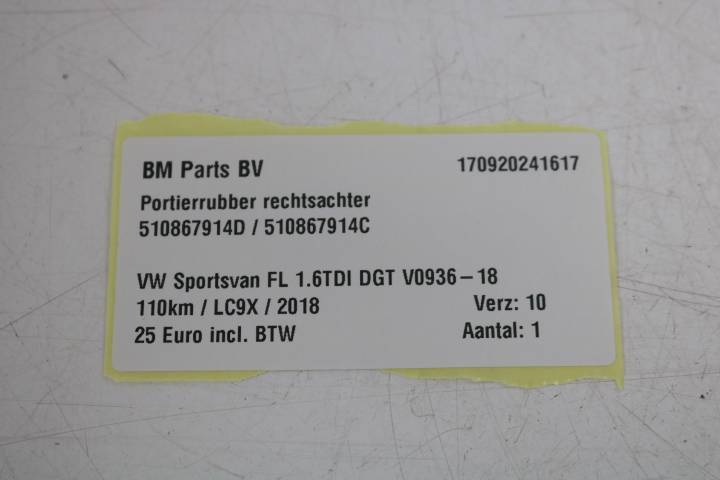 BM Parts BV 170920241617
Portierrubber rechtsachter
510867914D / 510867914C
VW Sportsvan FL 1.6TDI DGT V0936-18
110km / LC9X / 2018 Verz: 10
25 Euro incl. BTW Aantal: 1